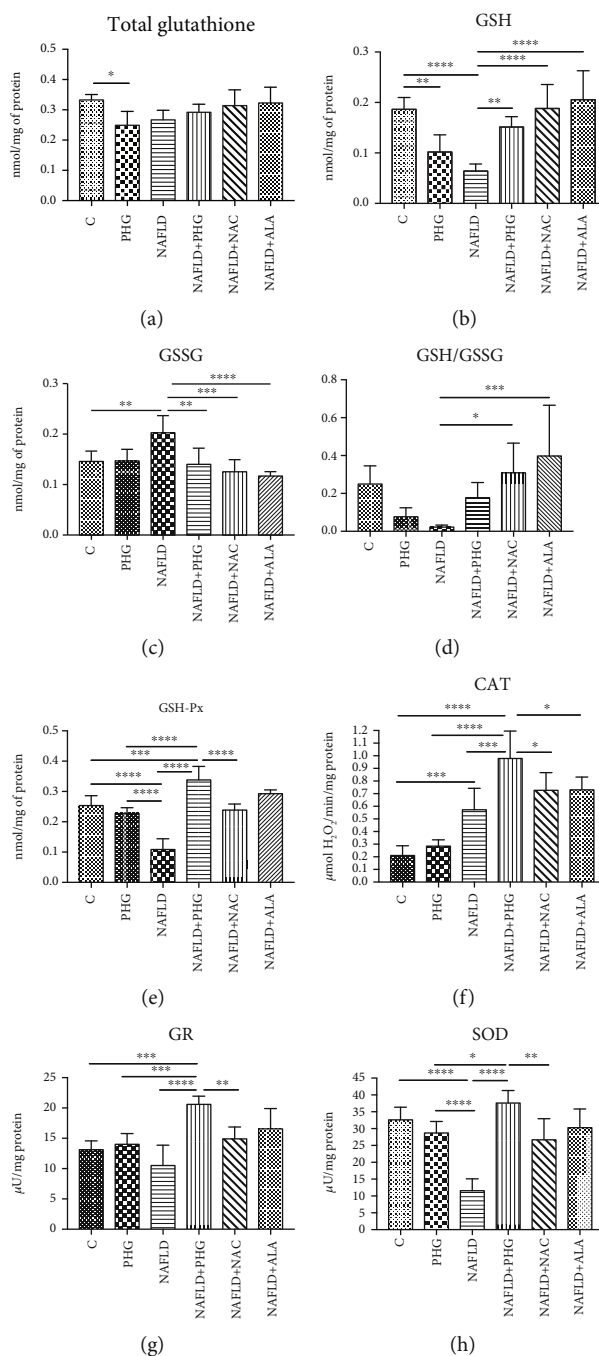 Total glutathione
nmol/mg of protein
0.3
0.4
0.3
0.2
0.1
0.0
*
C
PHG
NAFLD
NAFLD+PHG
NAFLD+NAC
NAFLD+ALA
(a)
GSH
nmol/mg of protein
0.3
0.2
0.1
0.0
****
****
****
**
**
C
PHG
NAFLD
NAFLD+PHG
NAFLD+NAC
NAFLD+ALA
(b)
GSSG
nmol/mg of protein
0.3
0.2
0.1
0.0
****
***
**
**
C
PHG
NAFLD
NAFLD+PHG
NAFLD+NAC
NAFLD+ALA
(c)
GSH/GSSG
0.8
0.6
0.4
0.2
0.0
***
*
C
PHG
NAFLD
NAFLD+PHG
NAFLD+NAC
NAFLD+ALA
(d)
GSH-Px
nmol/mg of protein
0.3
0.4
0.3
0.2
0.1
0.0
****
***
****
****
****
****
C
PHG
NAFLD
NAFLD+PHG
NAFLD+NAC
NAFLD+ALA
(e)
CAT
μmol H2O2/min/mg protein
1.2
1.1
1.0
0.9
0.8
0.7
0.6
0.5
0.4
0.3
0.2
0.2
0.1
0.0
****
*
****
***
*
***
C
PHG
NAFLD
NAFLD+PHG
NAFLD+NAC
NAFLD+ALA
(f)
GR
μU/mg protein
25
20
15
10
5
0
***
***
****
**
C
PHG
NAFLD
NAFLD+PHG
NAFLD+NAC
NAFLD+ALA
(g)
SOD
μU/mg protein
50
45
40
35
30
25
20
15
10
5
0
*
**
****
****
****
C
PHG
NAFLD
NAFLD+PHG
NAFLD+NAC
NAFLD+ALA
(h)